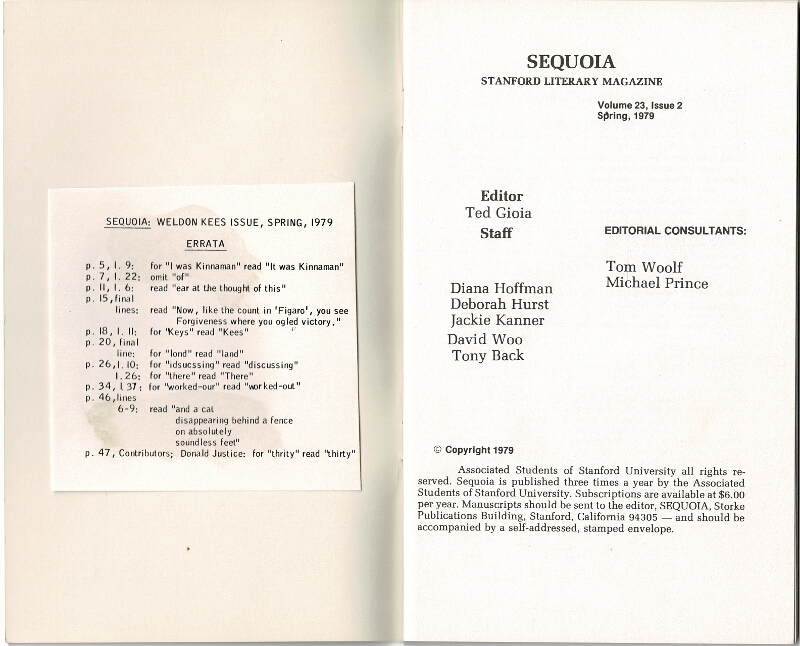 SEQUOIA: WELDON KEES ISSUE, SPRING, 1979
ERRATA
p. 5, l. 9: for "I was Kinnaman" read "It was Kinnaman"
p. 7, l. 22: omit "of"
p. 11, l. 6: read "ear at the thought of this"
p. 15, final
lines: read "Now, like the count in 'Figaro', you see
Forgiveness where you ogled victory."
p. 18, l. 11: for "Keys" read "Kees"
p. 20, final
line: for "lond" read "land"
p. 26, l. 10: for "idsucssing" read "discussing"
l. 26: for "there" read "There"
p. 34, l 37: for "worked-our" read "worked-out"
p. 46, lines
6-9: read "and a cat
disappearing behind a fence
on absolutely
soundless feet"
p. 47, Contributors; Donald Justice: for "thrity" read "thirty"
SEQUOIA
STANFORD LITERARY MAGAZINE
Volume 23, Issue 2
Spring, 1979
Editor
Ted Gioia
Staff
Diana Hoffman
Deborah Hurst
Jackie Kanner
David Woo
Tony Back
EDITORIAL CONSULTANTS:
Tom Woolf
Michael Prince
© Copyright 1979
Associated Students of Stanford University all rights re-
served. Sequoia is published three times a year by the Associated
Students of Stanford University. Subscriptions are available at $6.00
per year. Manuscripts should be sent to the editor, SEQUOIA, Storke
Publications Building, Stanford, California 94305 — and should be
accompanied by a self-addressed, stamped envelope.